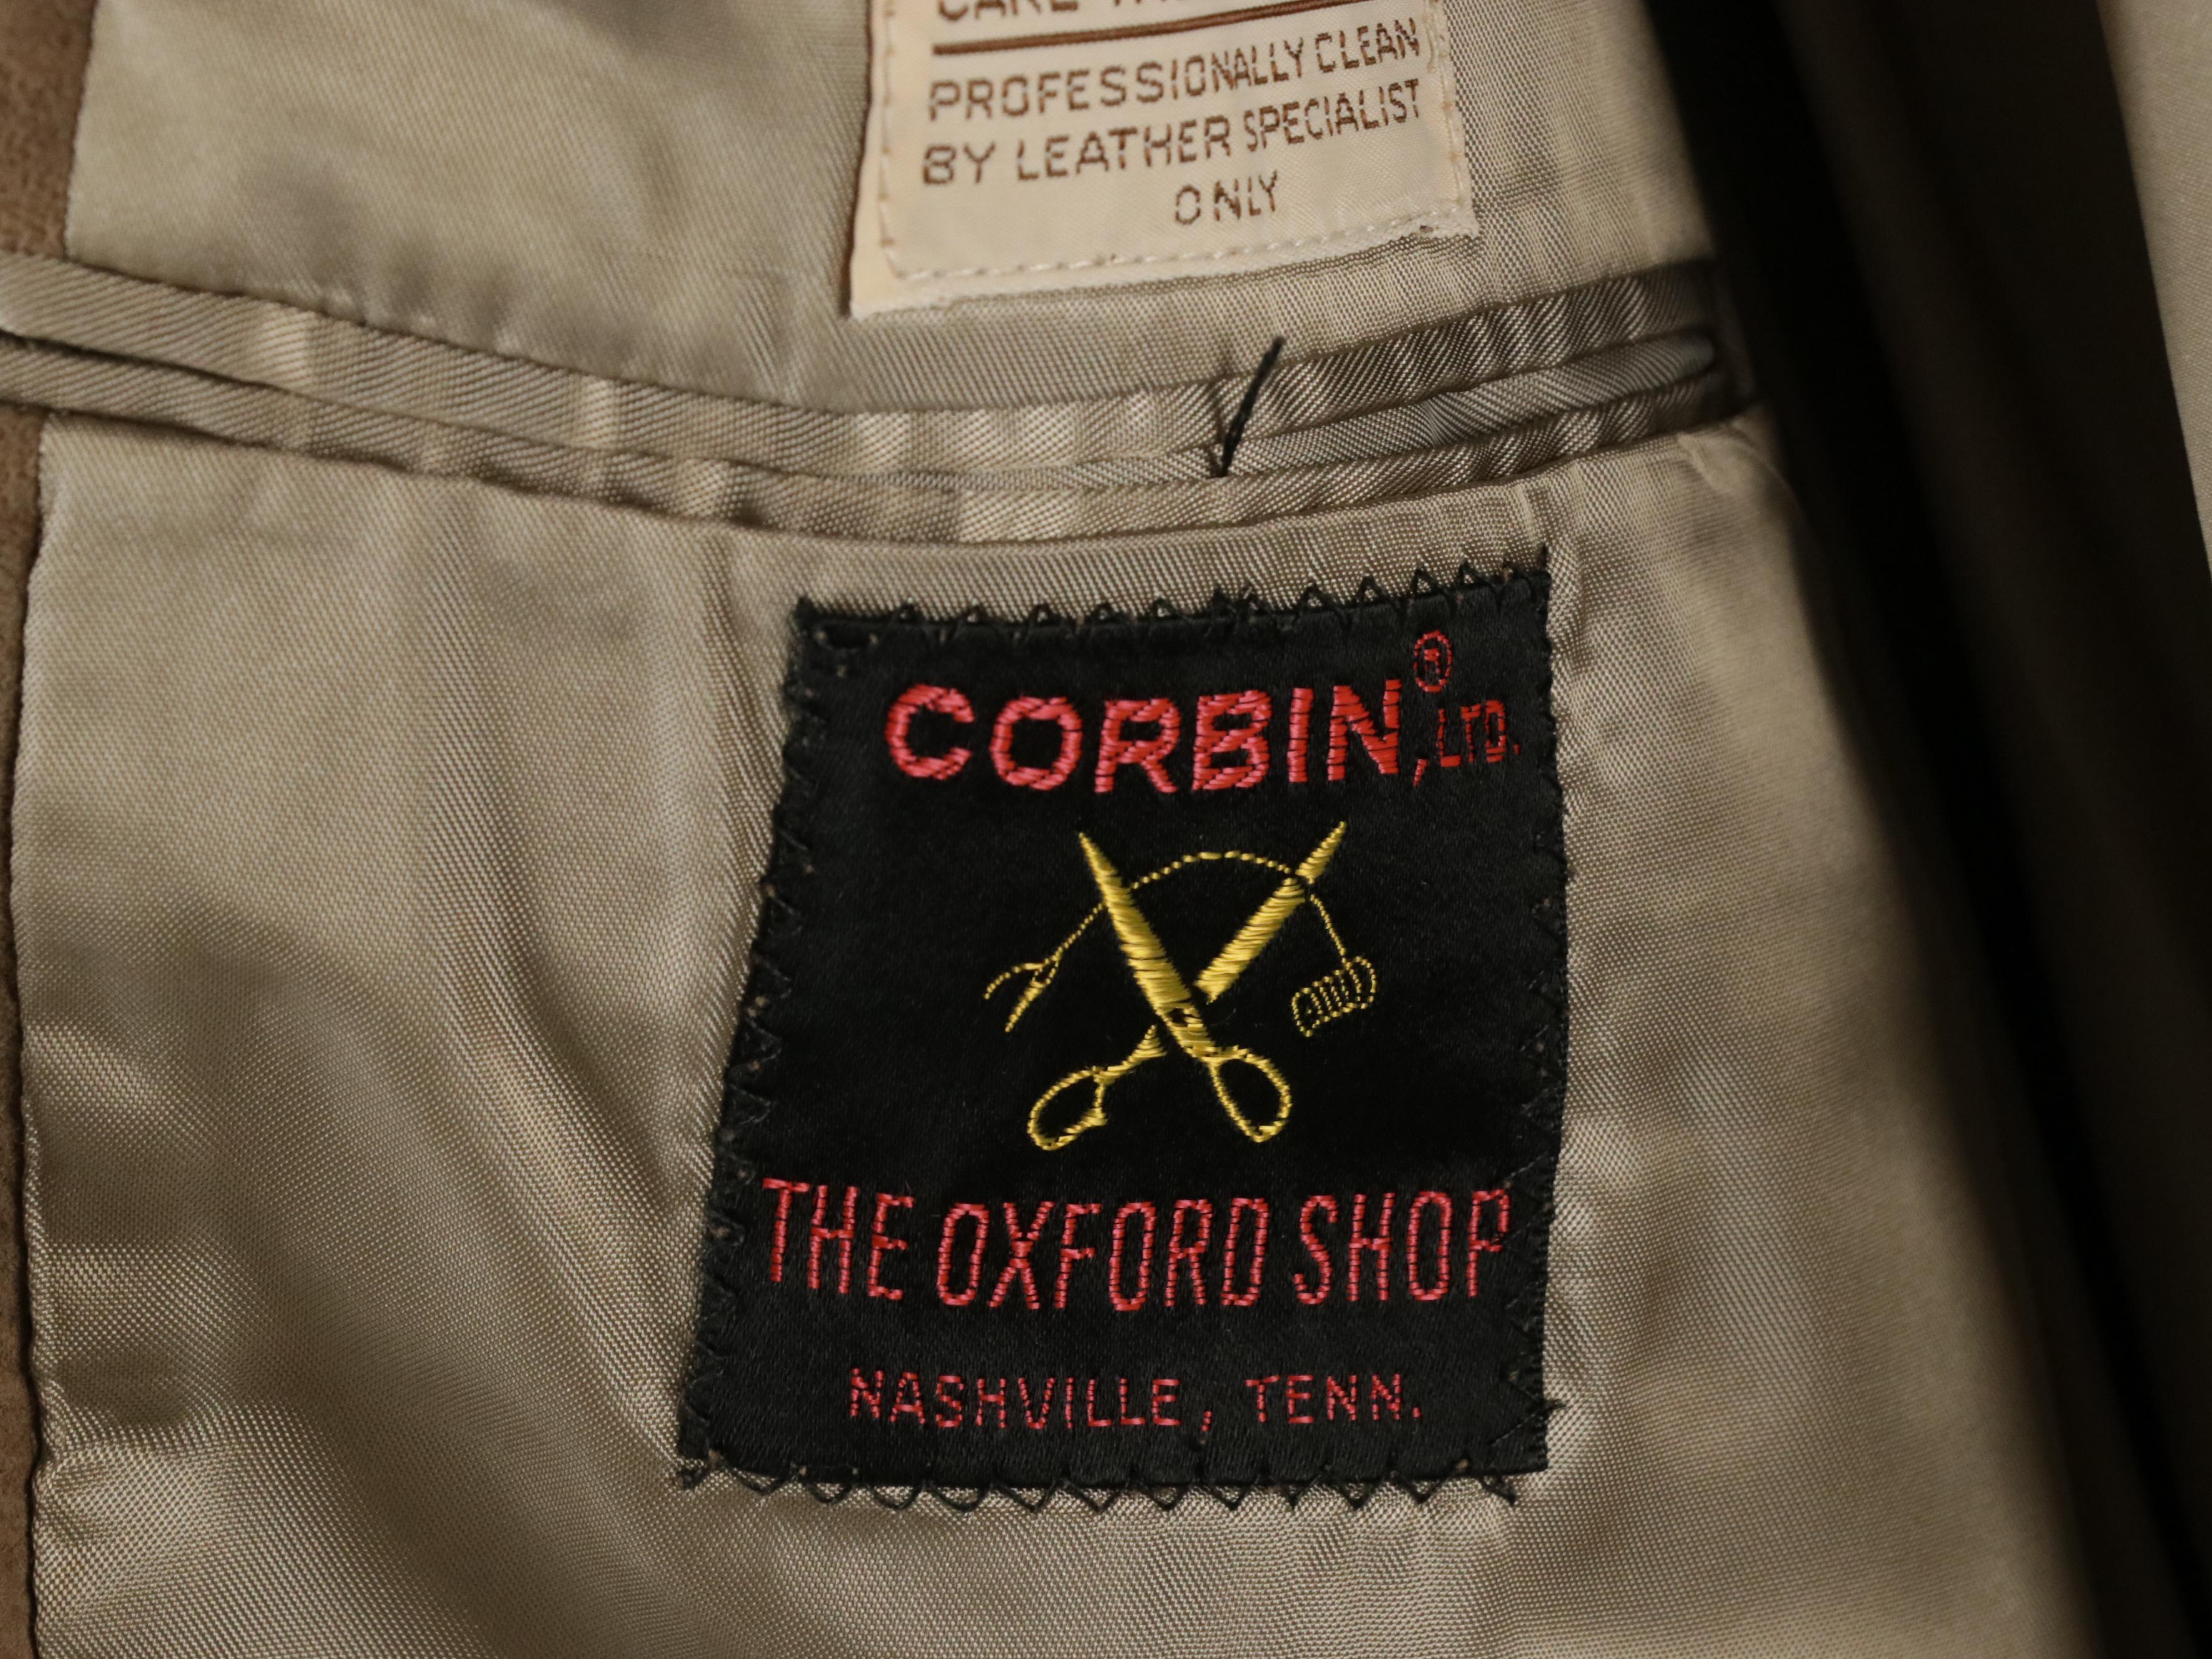 PROFESSIONALLY CLEAN
BY LEATHER SPECIALIST
ONLY
CORBIN®, LTD.
THE OXFORD SHOP
NASHVILLE, TENN.